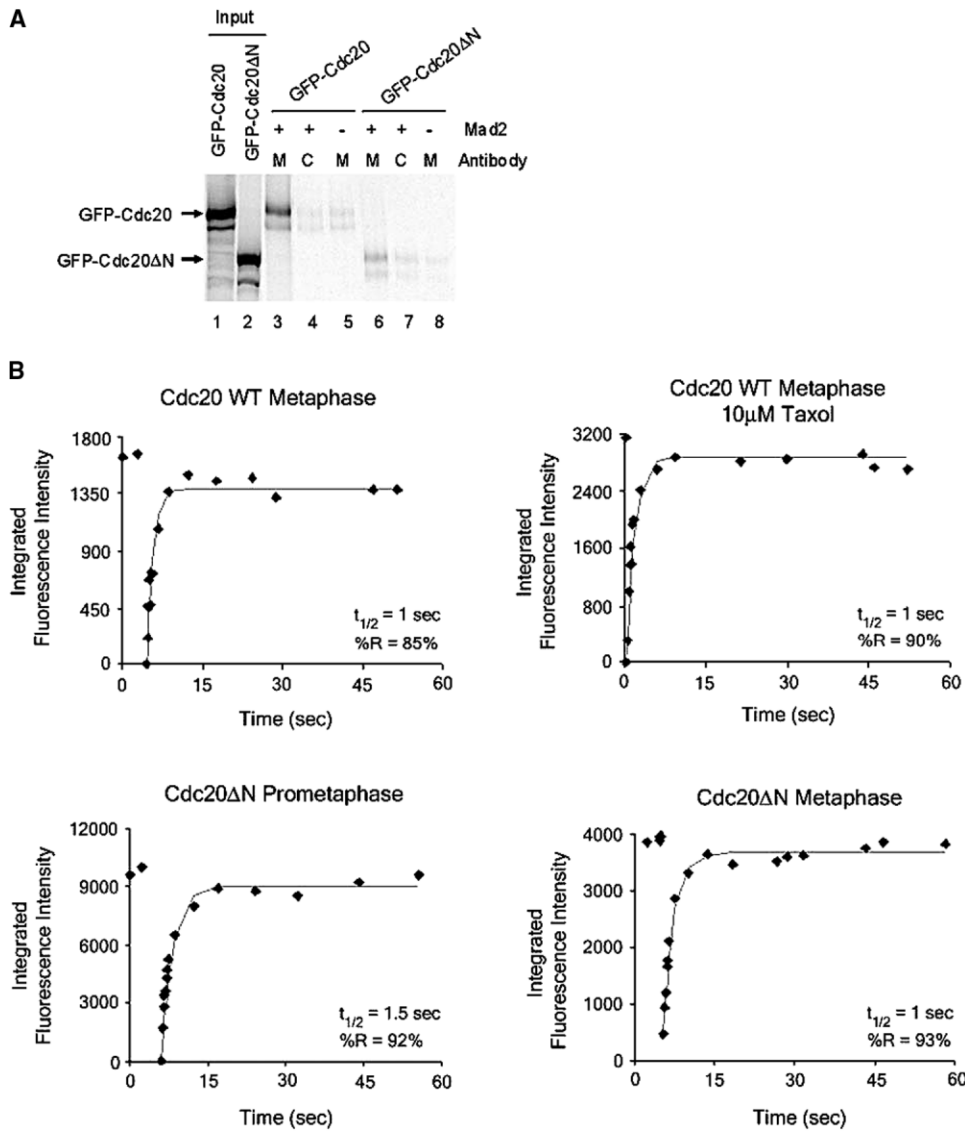 A
Input
GFP-Cdc20
GFP-Cdc20ΔN
GFP-Cdc20
GFP-Cdc20ΔN
+ + - + + - Mad2
M C M M C M Antibody
GFP-Cdc20
GFP-Cdc20ΔN
1 2 3 4 5 6 7 8
B
Cdc20 WT Metaphase
Integrated
Fluorescence Intensity
1800
1350
900
450
0
t1/2 = 1 sec
%R = 85%
0 15 30 45 60
Time (sec)
Cdc20 WT Metaphase
10μM Taxol
Integrated
Fluorescence Intensity
3200
2400
1600
800
0
t1/2 = 1 sec
%R = 90%
0 15 30 45 60
Time (sec)
Cdc20ΔN Prometaphase
Integrated
Fluorescence Intensity
12000
9000
6000
3000
0
t1/2 = 1.5 sec
%R = 92%
0 15 30 45 60
Time (sec)
Cdc20ΔN Metaphase
Integrated
Fluorescence Intensity
4000
3000
2000
1000
0
t1/2 = 1 sec
%R = 93%
0 15 30 45 60
Time (sec)